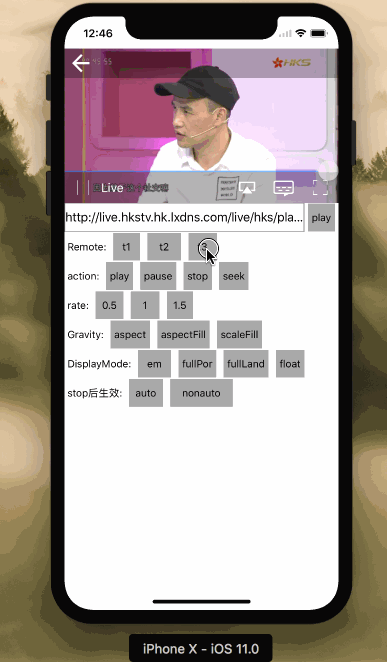 12:46
HKS
Live
http://live.hkstv.hk.lxdns.com/live/hks/pla... play
Remote: t1 t2
action: play pause stop seek
rate: 0.5 1 1.5
Gravity: aspect aspectFill scaleFill
DisplayMode: em fullPor fullLand float
stop后生效: auto nonauto
iPhone X - iOS 11.0